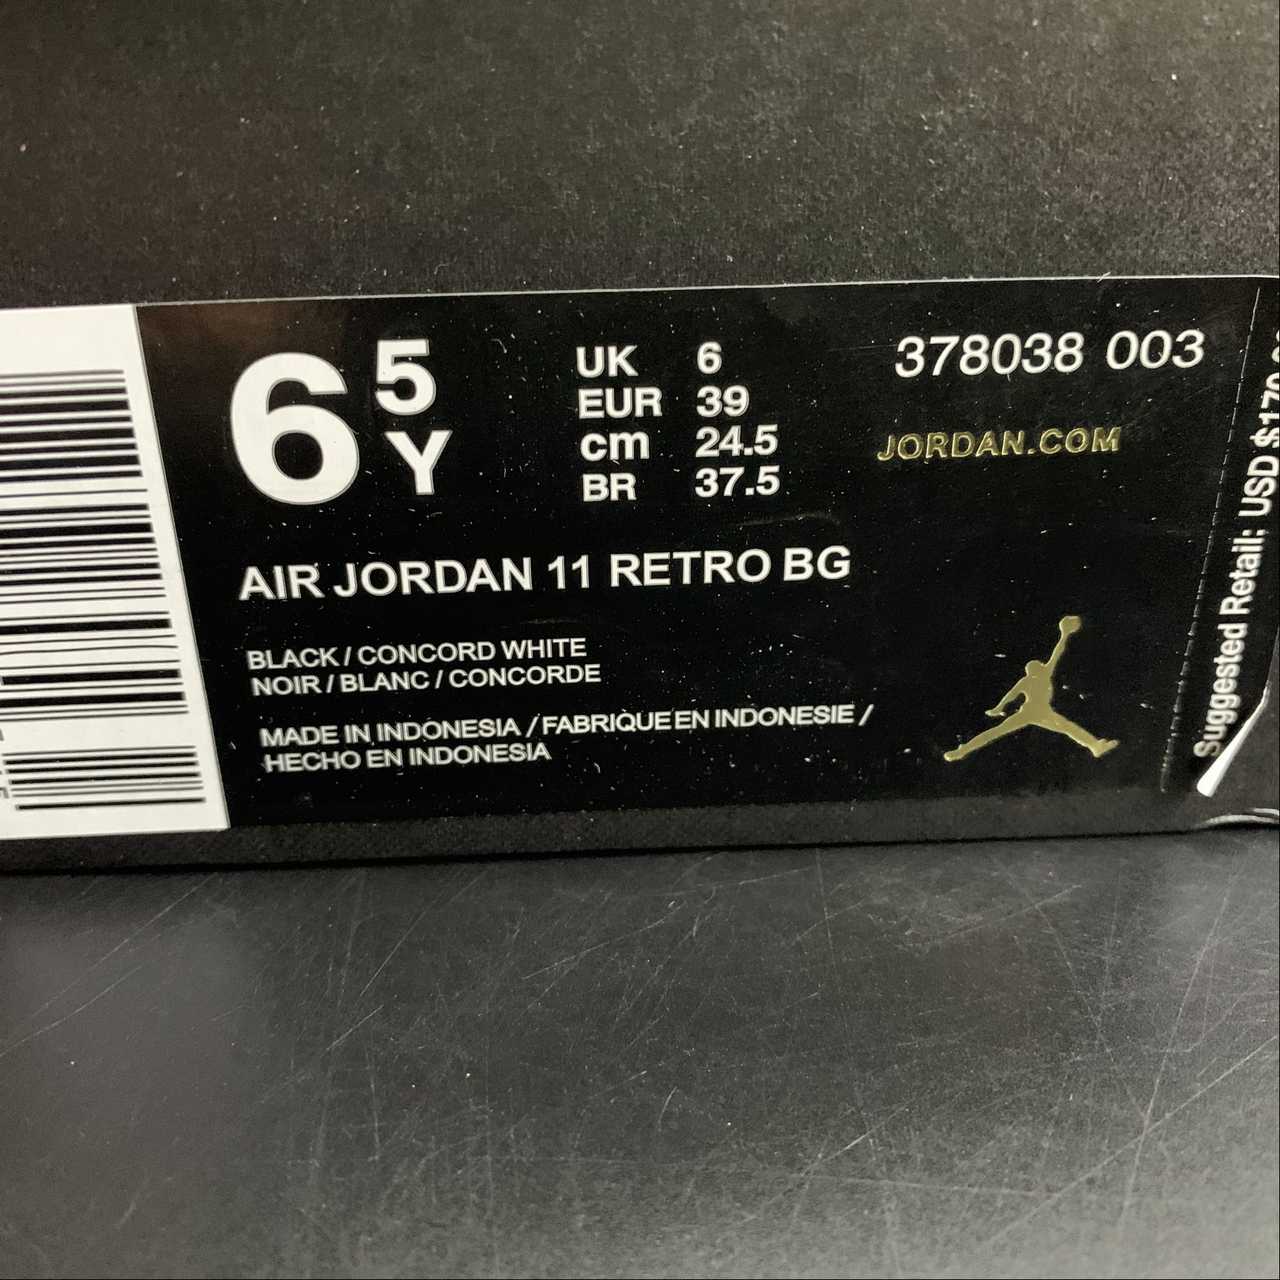 6 5 Y
UK 6
EUR 39
cm 24.5
BR 37.5
378038 003
JORDAN.COM
AIR JORDAN 11 RETRO BG
BLACK / CONCORD WHITE
NOIR / BLANC / CONCORDE
MADE IN INDONESIA / FABRIQUE EN INDONESIE /
HECHO EN INDONESIA
Suggested Retail: USD